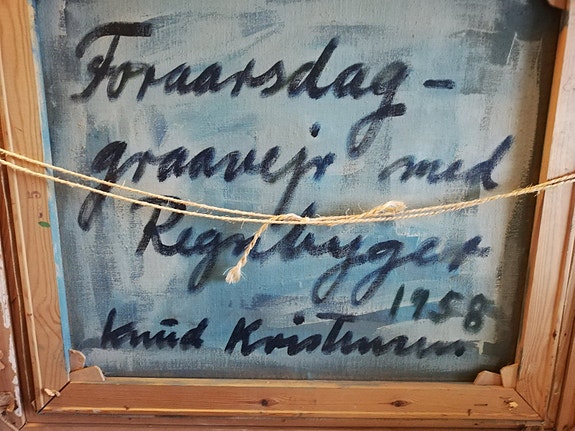 Foraarsdag -
graavejr med
Regnbyger
1958
Knud Kristensen